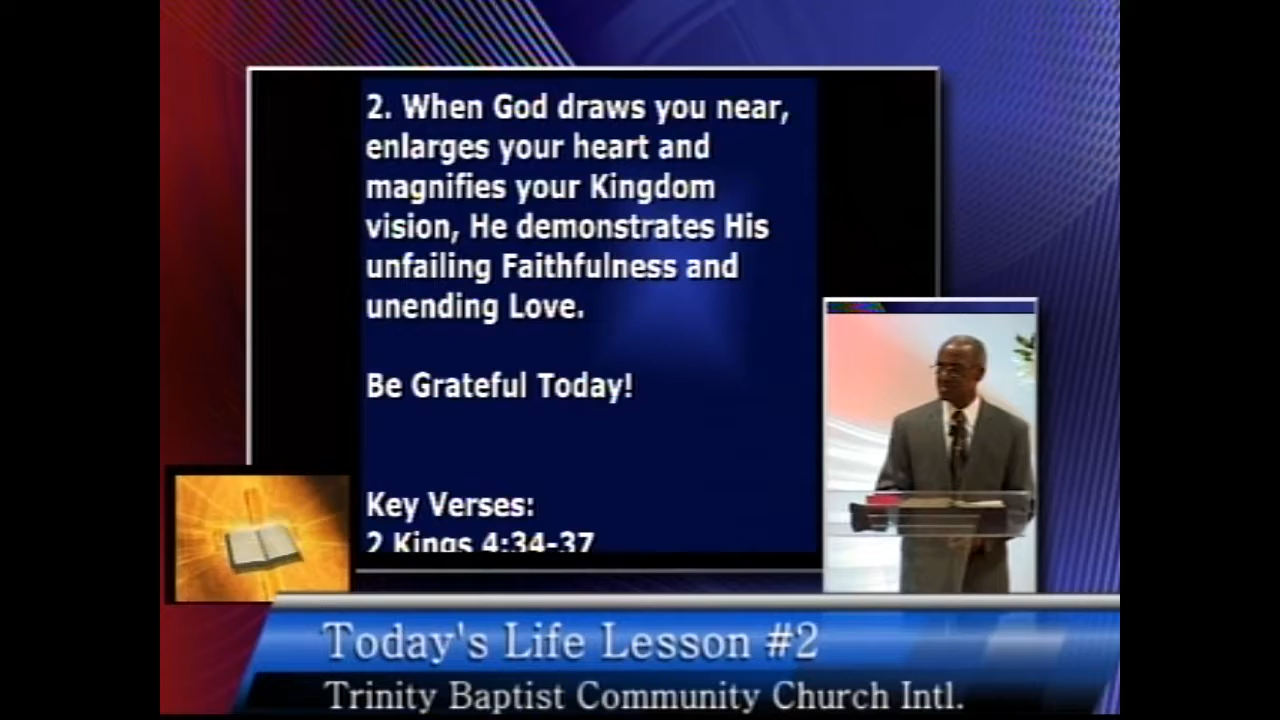 2. When God draws you near,
enlarges your heart and
magnifies your Kingdom
vision, He demonstrates His
unfailing Faithfulness and
unending Love.
Be Grateful Today!
Key Verses:
2 Kings 4:34-37
Today's Life Lesson #2
Trinity Baptist Community Church Intl.